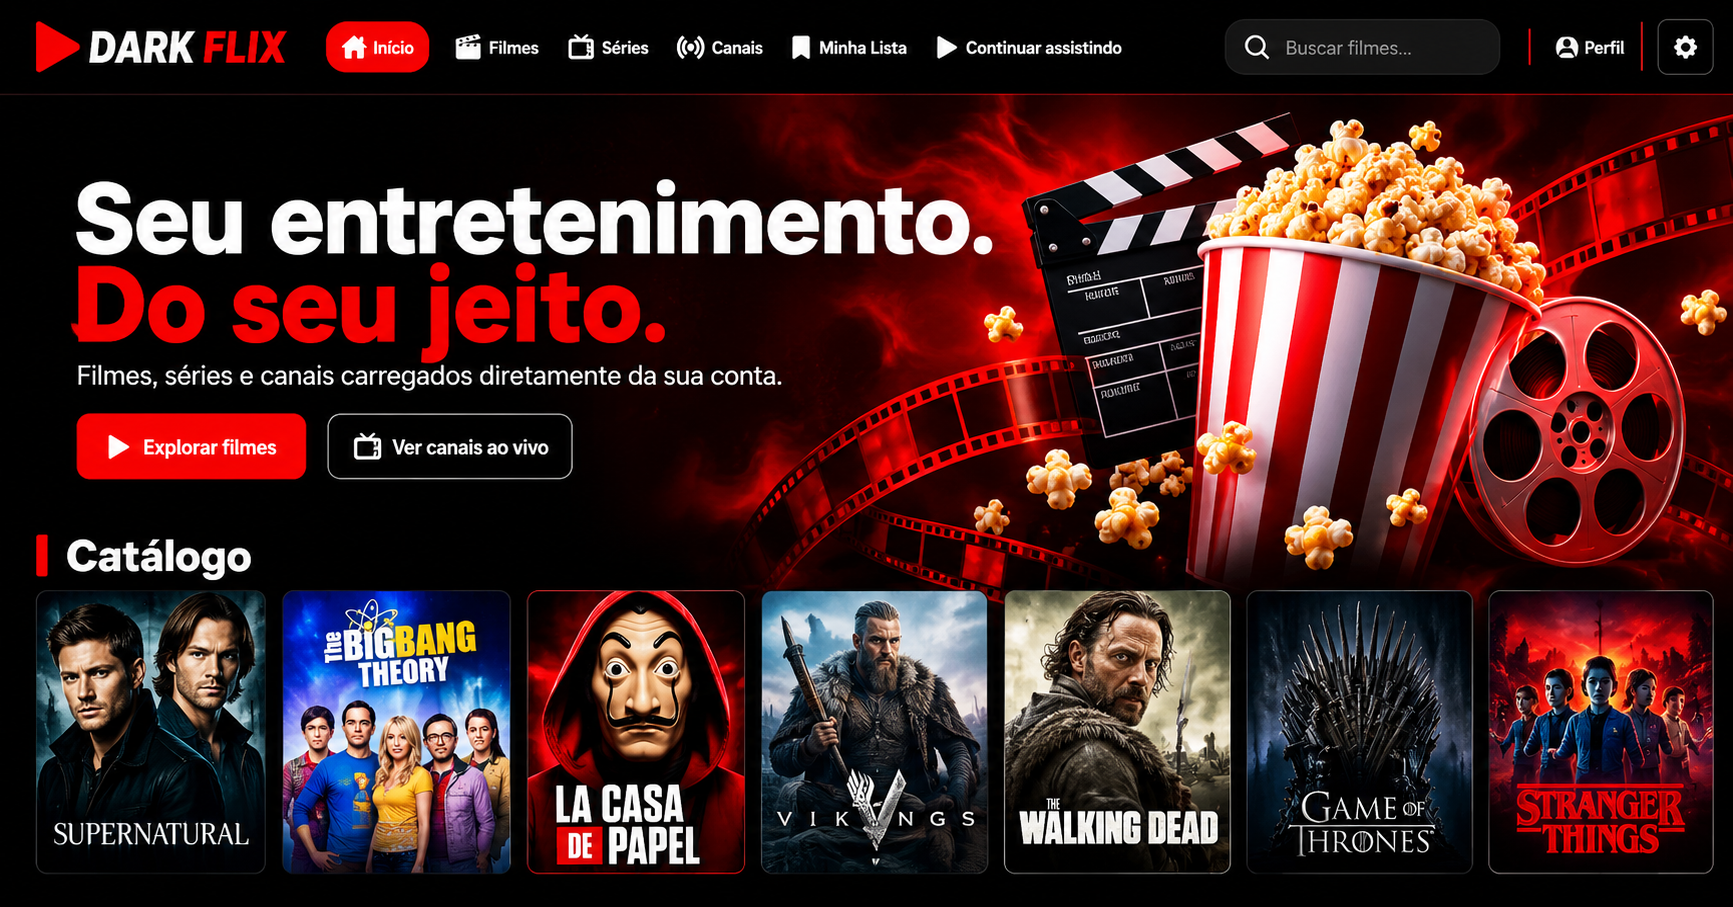 DARK FLIX
Início
Filmes
Séries
Canais
Minha Lista
Continuar assistindo
Buscar filmes...
Perfil
Seu entretenimento.
Do seu jeito.
Filmes, séries e canais carregados diretamente da sua conta.
Explorar filmes
Ver canais ao vivo
Catálogo
SUPERNATURAL
The BIG BANG
THEORY
LA CASA
DE PAPEL
VIKINGS
THE
WALKING DEAD
GAME OF
THRONES
STRANGER
THINGS